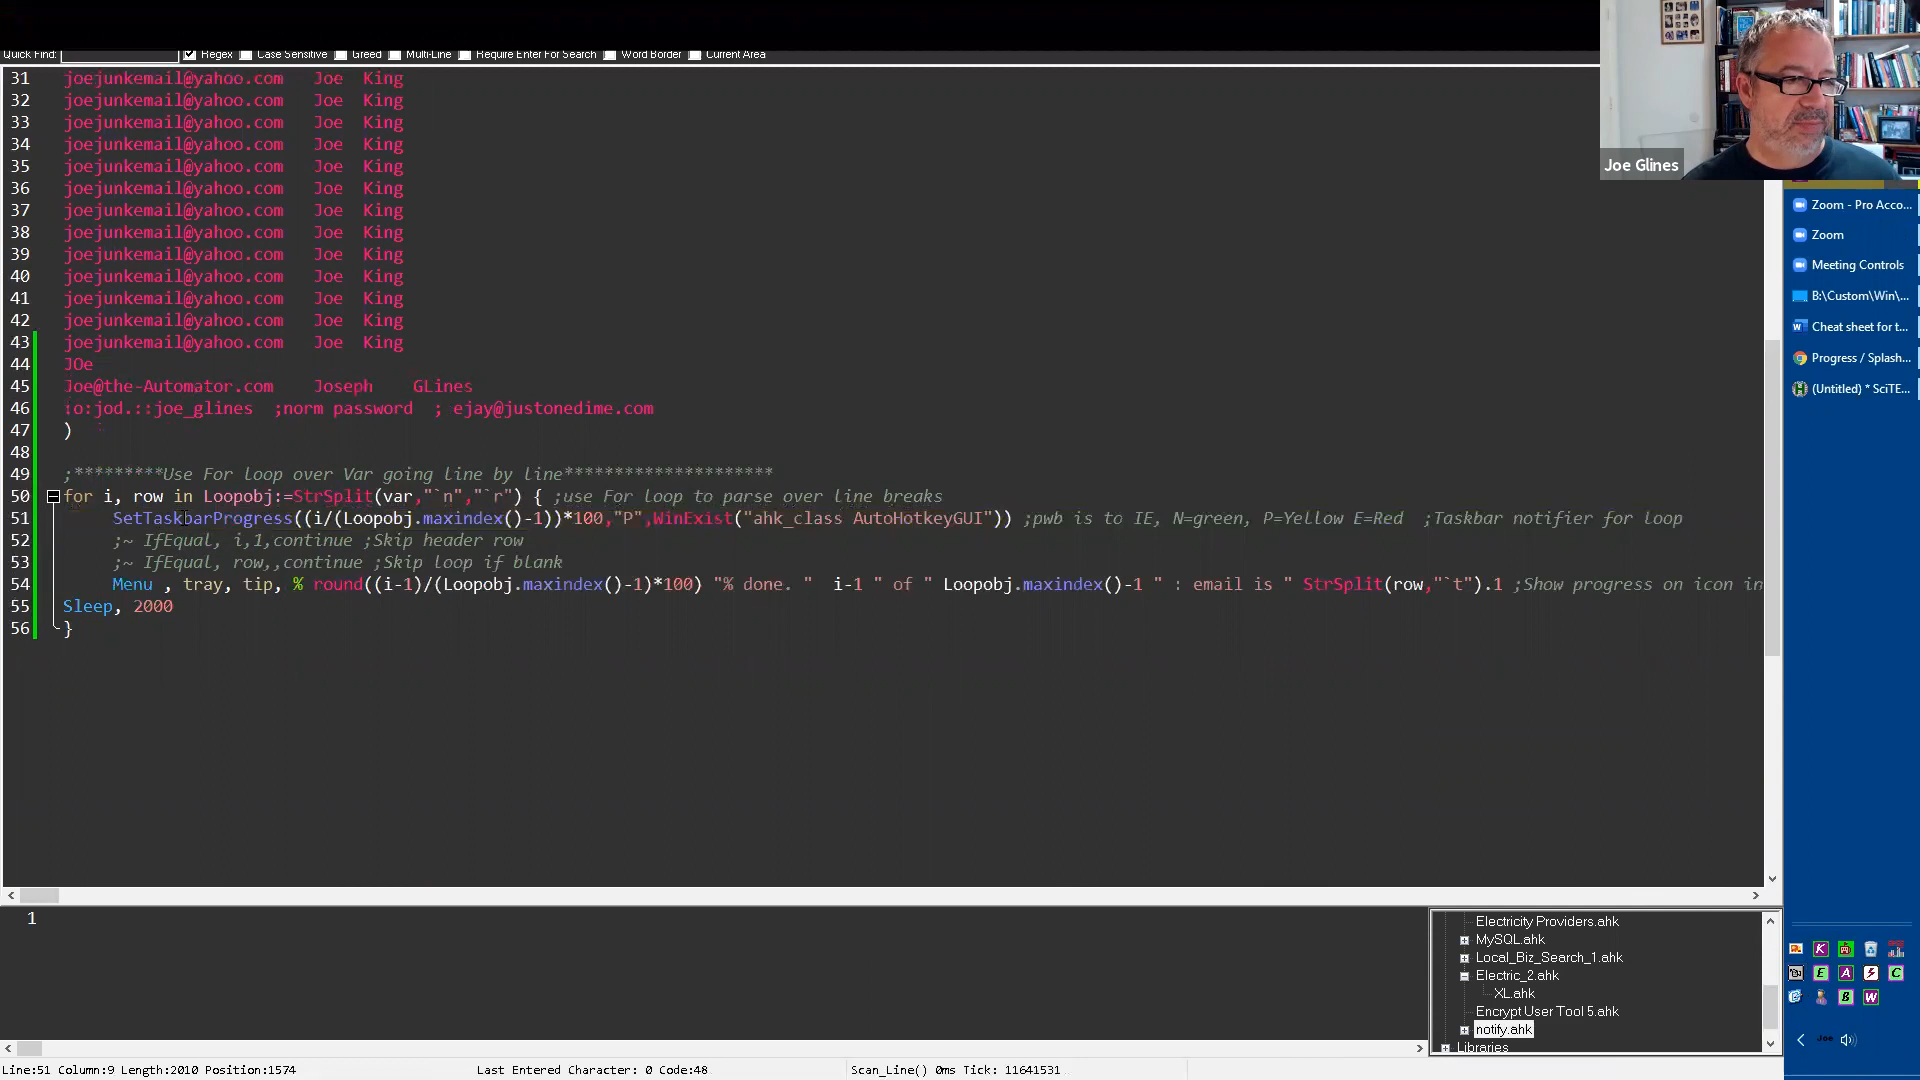 Quick Find: Regex Case Sensitive Greed Multi-Line Require Enter For Search Word Border Current Area
31 joejunkemail@yahoo.com Joe King
32 joejunkemail@yahoo.com Joe King
33 joejunkemail@yahoo.com Joe King
34 joejunkemail@yahoo.com Joe King
35 joejunkemail@yahoo.com Joe King
36 joejunkemail@yahoo.com Joe King
37 joejunkemail@yahoo.com Joe King
38 joejunkemail@yahoo.com Joe King
39 joejunkemail@yahoo.com Joe King
40 joejunkemail@yahoo.com Joe King
41 joejunkemail@yahoo.com Joe King
42 joejunkemail@yahoo.com Joe King
43 joejunkemail@yahoo.com Joe King
44 JOe
45 Joe@the-Automator.com Joseph GLines
46 :o:jod.::joe_glines ;norm password ; ejay@justonedime.com
47 )
48
49 ;*********Use For loop over Var going line by line*********************
50 for i, row in Loopobj:=StrSplit(var,"`n","`r") { ;use For loop to parse over line breaks
51 SetTaskbarProgress((i/(Loopobj.maxindex()-1))*100,"P",WinExist("ahk_class AutoHotkeyGUI")) ;pwb is to IE, N=green, P=Yellow E=Red ;Taskbar notifier for loop
52 ;~ IfEqual, i,1,continue ;Skip header row
53 ;~ IfEqual, row,,continue ;Skip loop if blank
54 Menu , tray, tip, % round((i-1)/(Loopobj.maxindex()-1)*100) "% done. " i-1 " of " Loopobj.maxindex()-1 " : email is " StrSplit(row,"`t").1 ;Show progress on icon in
55 Sleep, 2000
56 }
Joe Glines
Zoom - Pro Acco...
Zoom
Meeting Controls
B:\Custom\Win\...
Cheat sheet for t...
Progress / Splash...
(Untitled) * SciTE...
1
Electricity Providers.ahk
MySQL.ahk
Local_Biz_Search_1.ahk
Electric_2.ahk
XL.ahk
Encrypt User Tool 5.ahk
notify.ahk
Libraries
K
E A C
B W
Joe
Line:51 Column:9 Length:2010 Position:1574 Last Entered Character: 0 Code:48 Scan_Line() 0ms Tick: 11641531